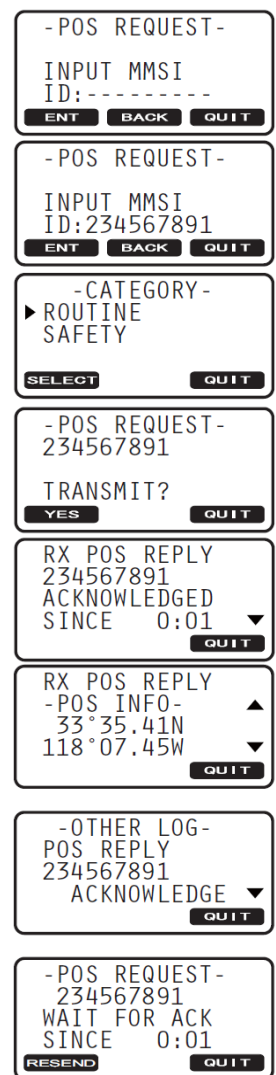 -POS REQUEST-
INPUT MMSI
ID:---------
ENT BACK QUIT
-POS REQUEST-
INPUT MMSI
ID:234567891
ENT BACK QUIT
-CATEGORY-
▶ROUTINE
SAFETY
SELECT QUIT
-POS REQUEST-
234567891
TRANSMIT?
YES QUIT
RX POS REPLY
234567891
ACKNOWLEDGED
SINCE 0:01 ▼
QUIT
RX POS REPLY
-POS INFO- ▲
33°35.41N
118°07.45W ▼
QUIT
-OTHER LOG-
POS REPLY
234567891
ACKNOWLEDGE ▼
QUIT
-POS REQUEST-
234567891
WAIT FOR ACK
SINCE 0:01
RESEND QUIT